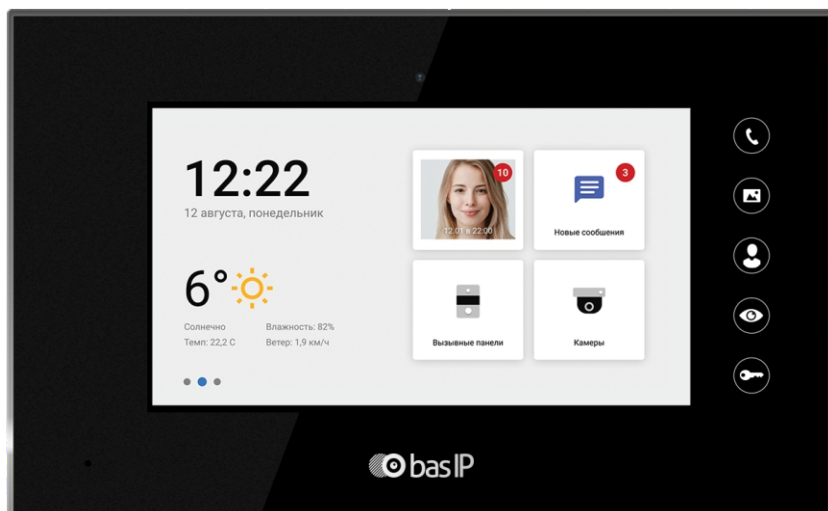 12:22
12 августа, понедельник
6°
Солнечно
Влажность: 82%
Темп: 22,2 С
Ветер: 1,9 км/ч
10
12.01 в 22:00
3
Новые сообшения
Вызывные панели
Камеры
bas IP